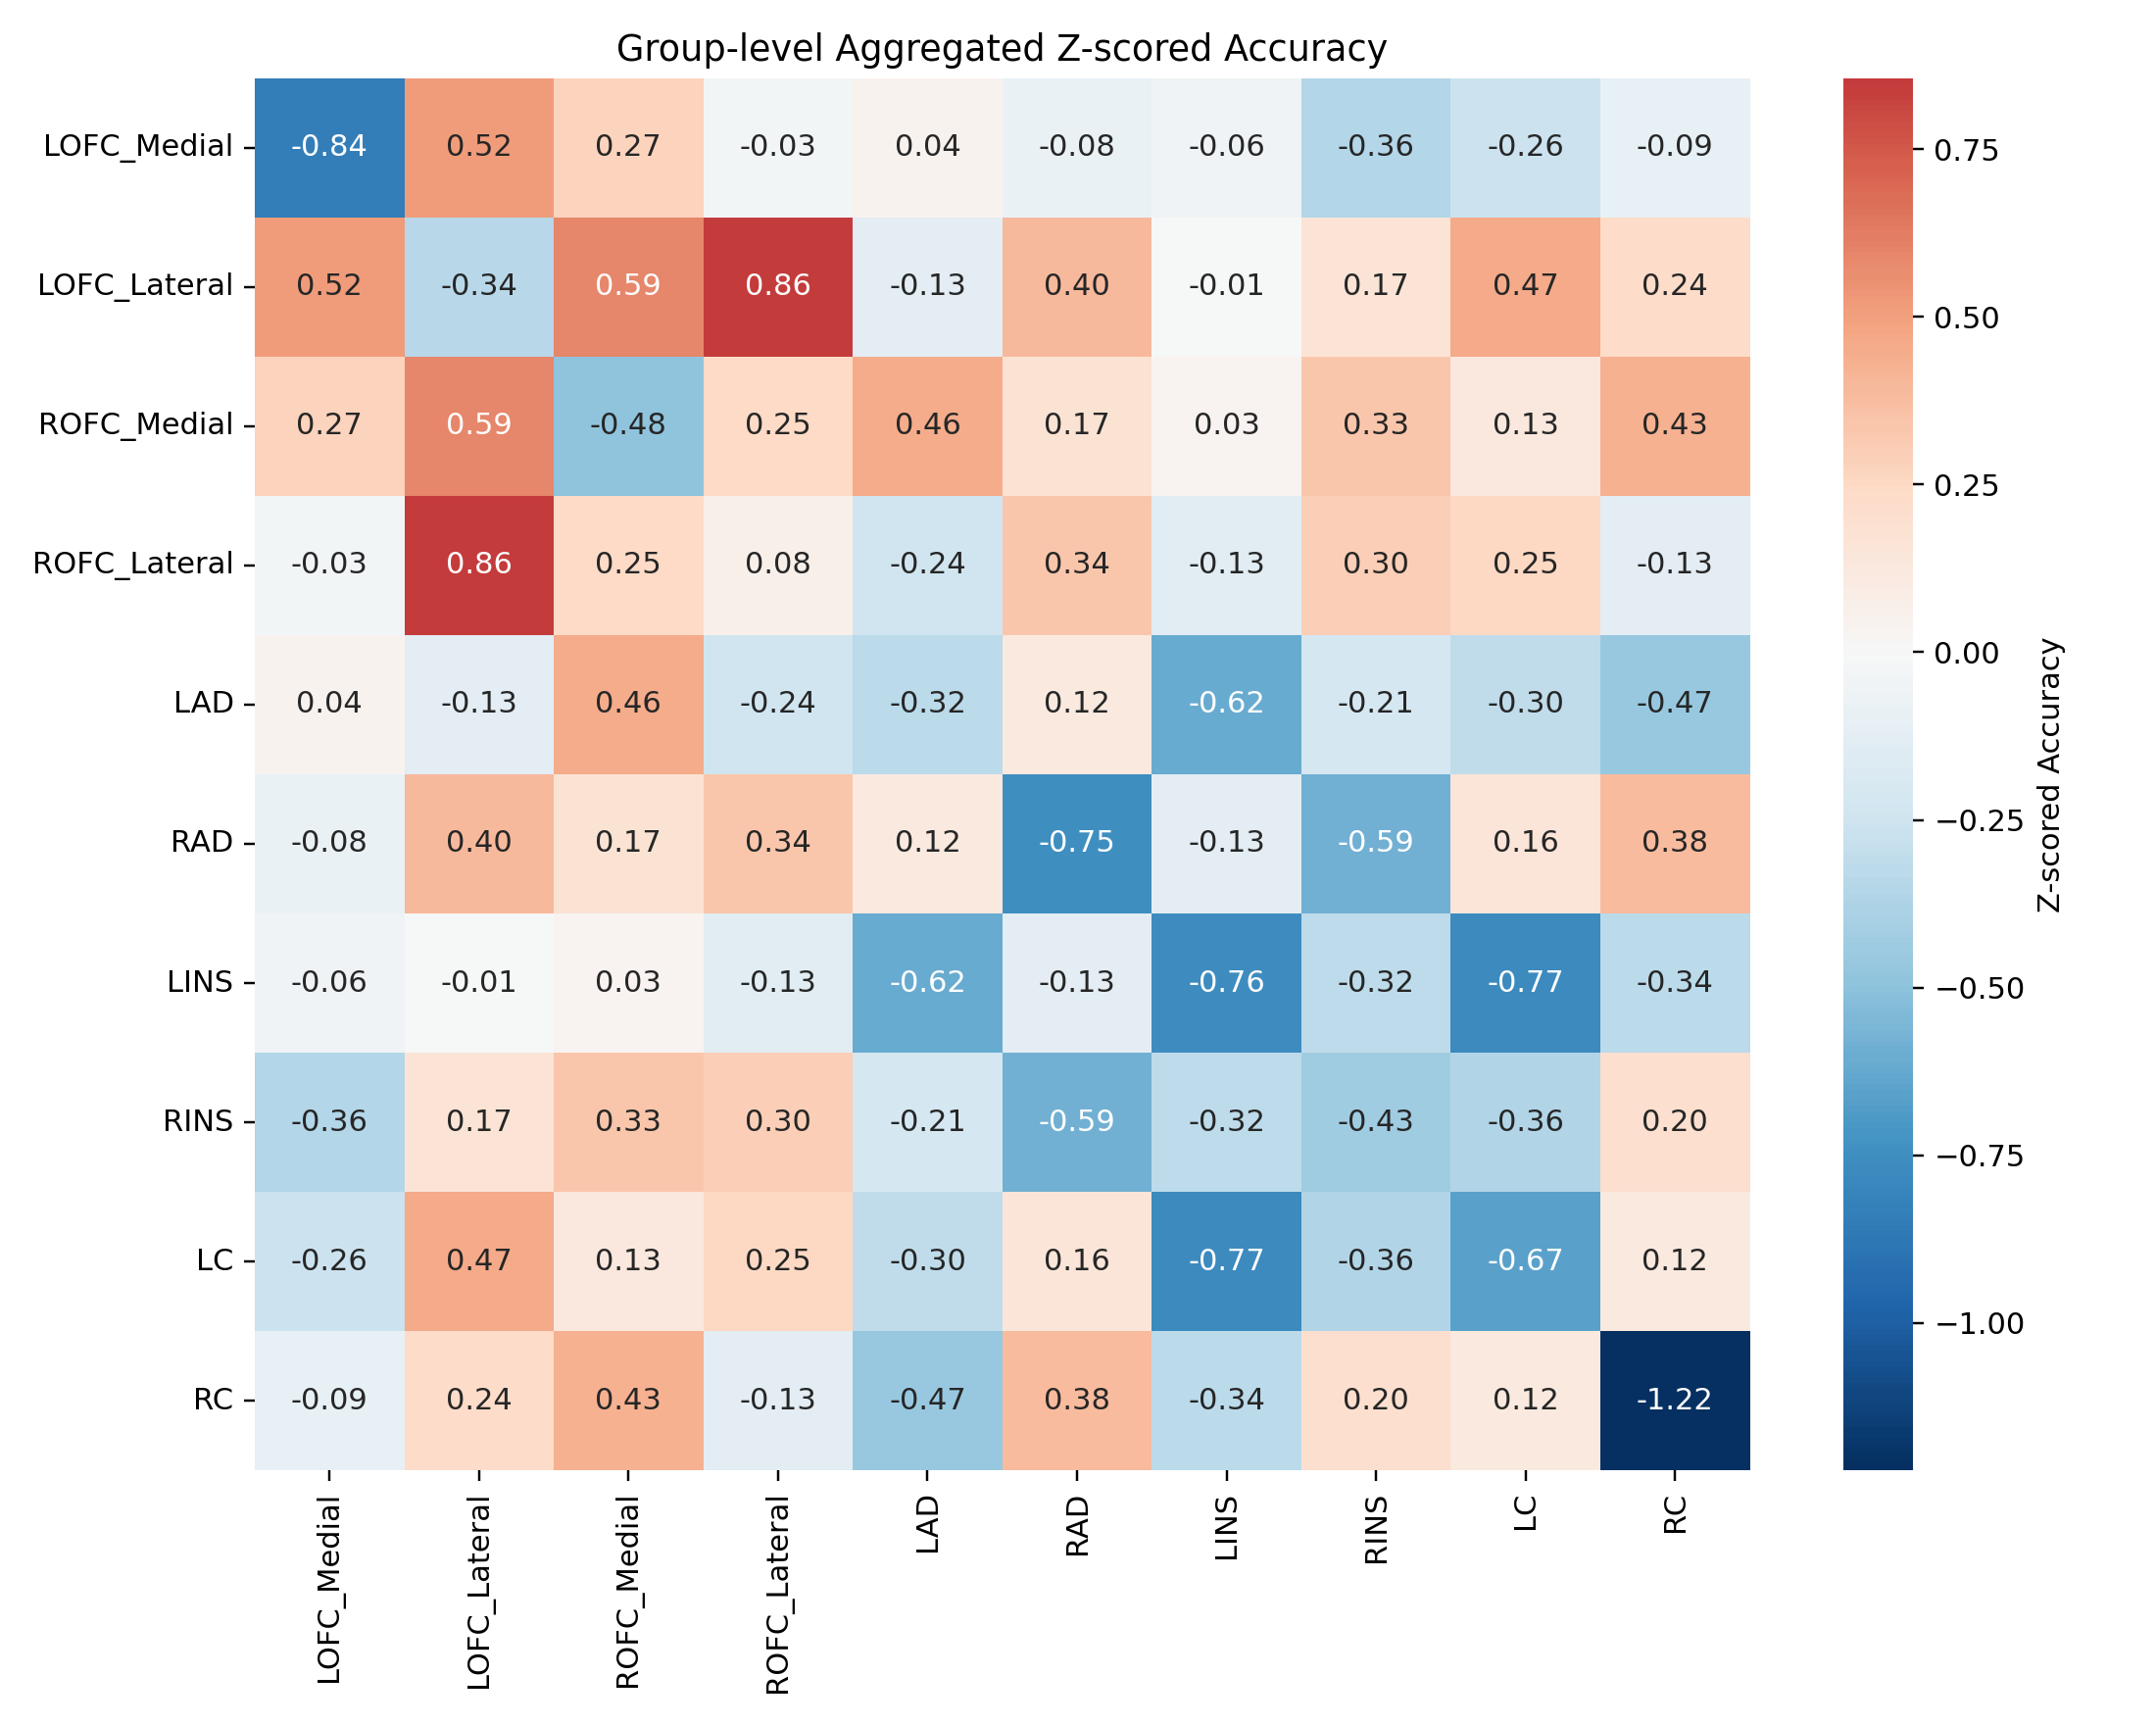 Group-level Aggregated Z-scored Accuracy
LOFC_Medial -0.84 0.52 0.27 -0.03 0.04 -0.08 -0.06 -0.36 -0.26 -0.09
LOFC_Lateral 0.52 -0.34 0.59 0.86 -0.13 0.40 -0.01 0.17 0.47 0.24
ROFC_Medial 0.27 0.59 -0.48 0.25 0.46 0.17 0.03 0.33 0.13 0.43
ROFC_Lateral -0.03 0.86 0.25 0.08 -0.24 0.34 -0.13 0.30 0.25 -0.13
LAD 0.04 -0.13 0.46 -0.24 -0.32 0.12 -0.62 -0.21 -0.30 -0.47
RAD -0.08 0.40 0.17 0.34 0.12 -0.75 -0.13 -0.59 0.16 0.38
LINS -0.06 -0.01 0.03 -0.13 -0.62 -0.13 -0.76 -0.32 -0.77 -0.34
RINS -0.36 0.17 0.33 0.30 -0.21 -0.59 -0.32 -0.43 -0.36 0.20
LC -0.26 0.47 0.13 0.25 -0.30 0.16 -0.77 -0.36 -0.67 0.12
RC -0.09 0.24 0.43 -0.13 -0.47 0.38 -0.34 0.20 0.12 -1.22
LOFC_Medial
LOFC_Lateral
ROFC_Medial
ROFC_Lateral
LAD
RAD
LINS
RINS
LC
RC
0.75
0.50
0.25
0.00
−0.25
−0.50
−0.75
−1.00
Z-scored Accuracy